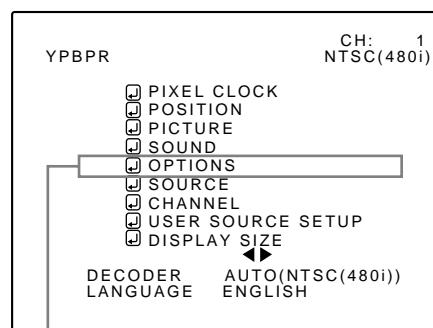 YPBPR
CH: 1
NTSC(480i)
PIXEL CLOCK
POSITION
PICTURE
SOUND
OPTIONS
SOURCE
CHANNEL
USER SOURCE SETUP
DISPLAY SIZE
DECODER AUTO(NTSC(480i))
LANGUAGE ENGLISH